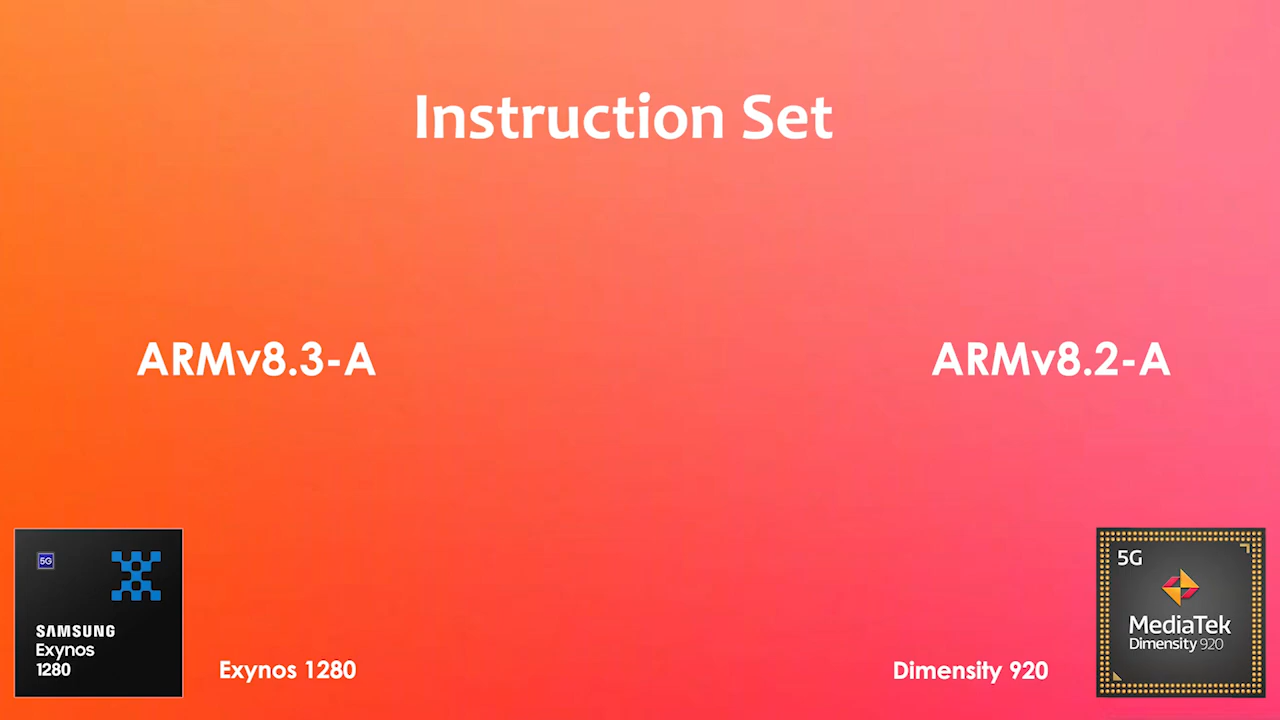 Instruction Set
ARMv8.3-A
ARMv8.2-A
5G
SAMSUNG
Exynos
1280
Exynos 1280
Dimensity 920
5G
MediaTek
Dimensity 920